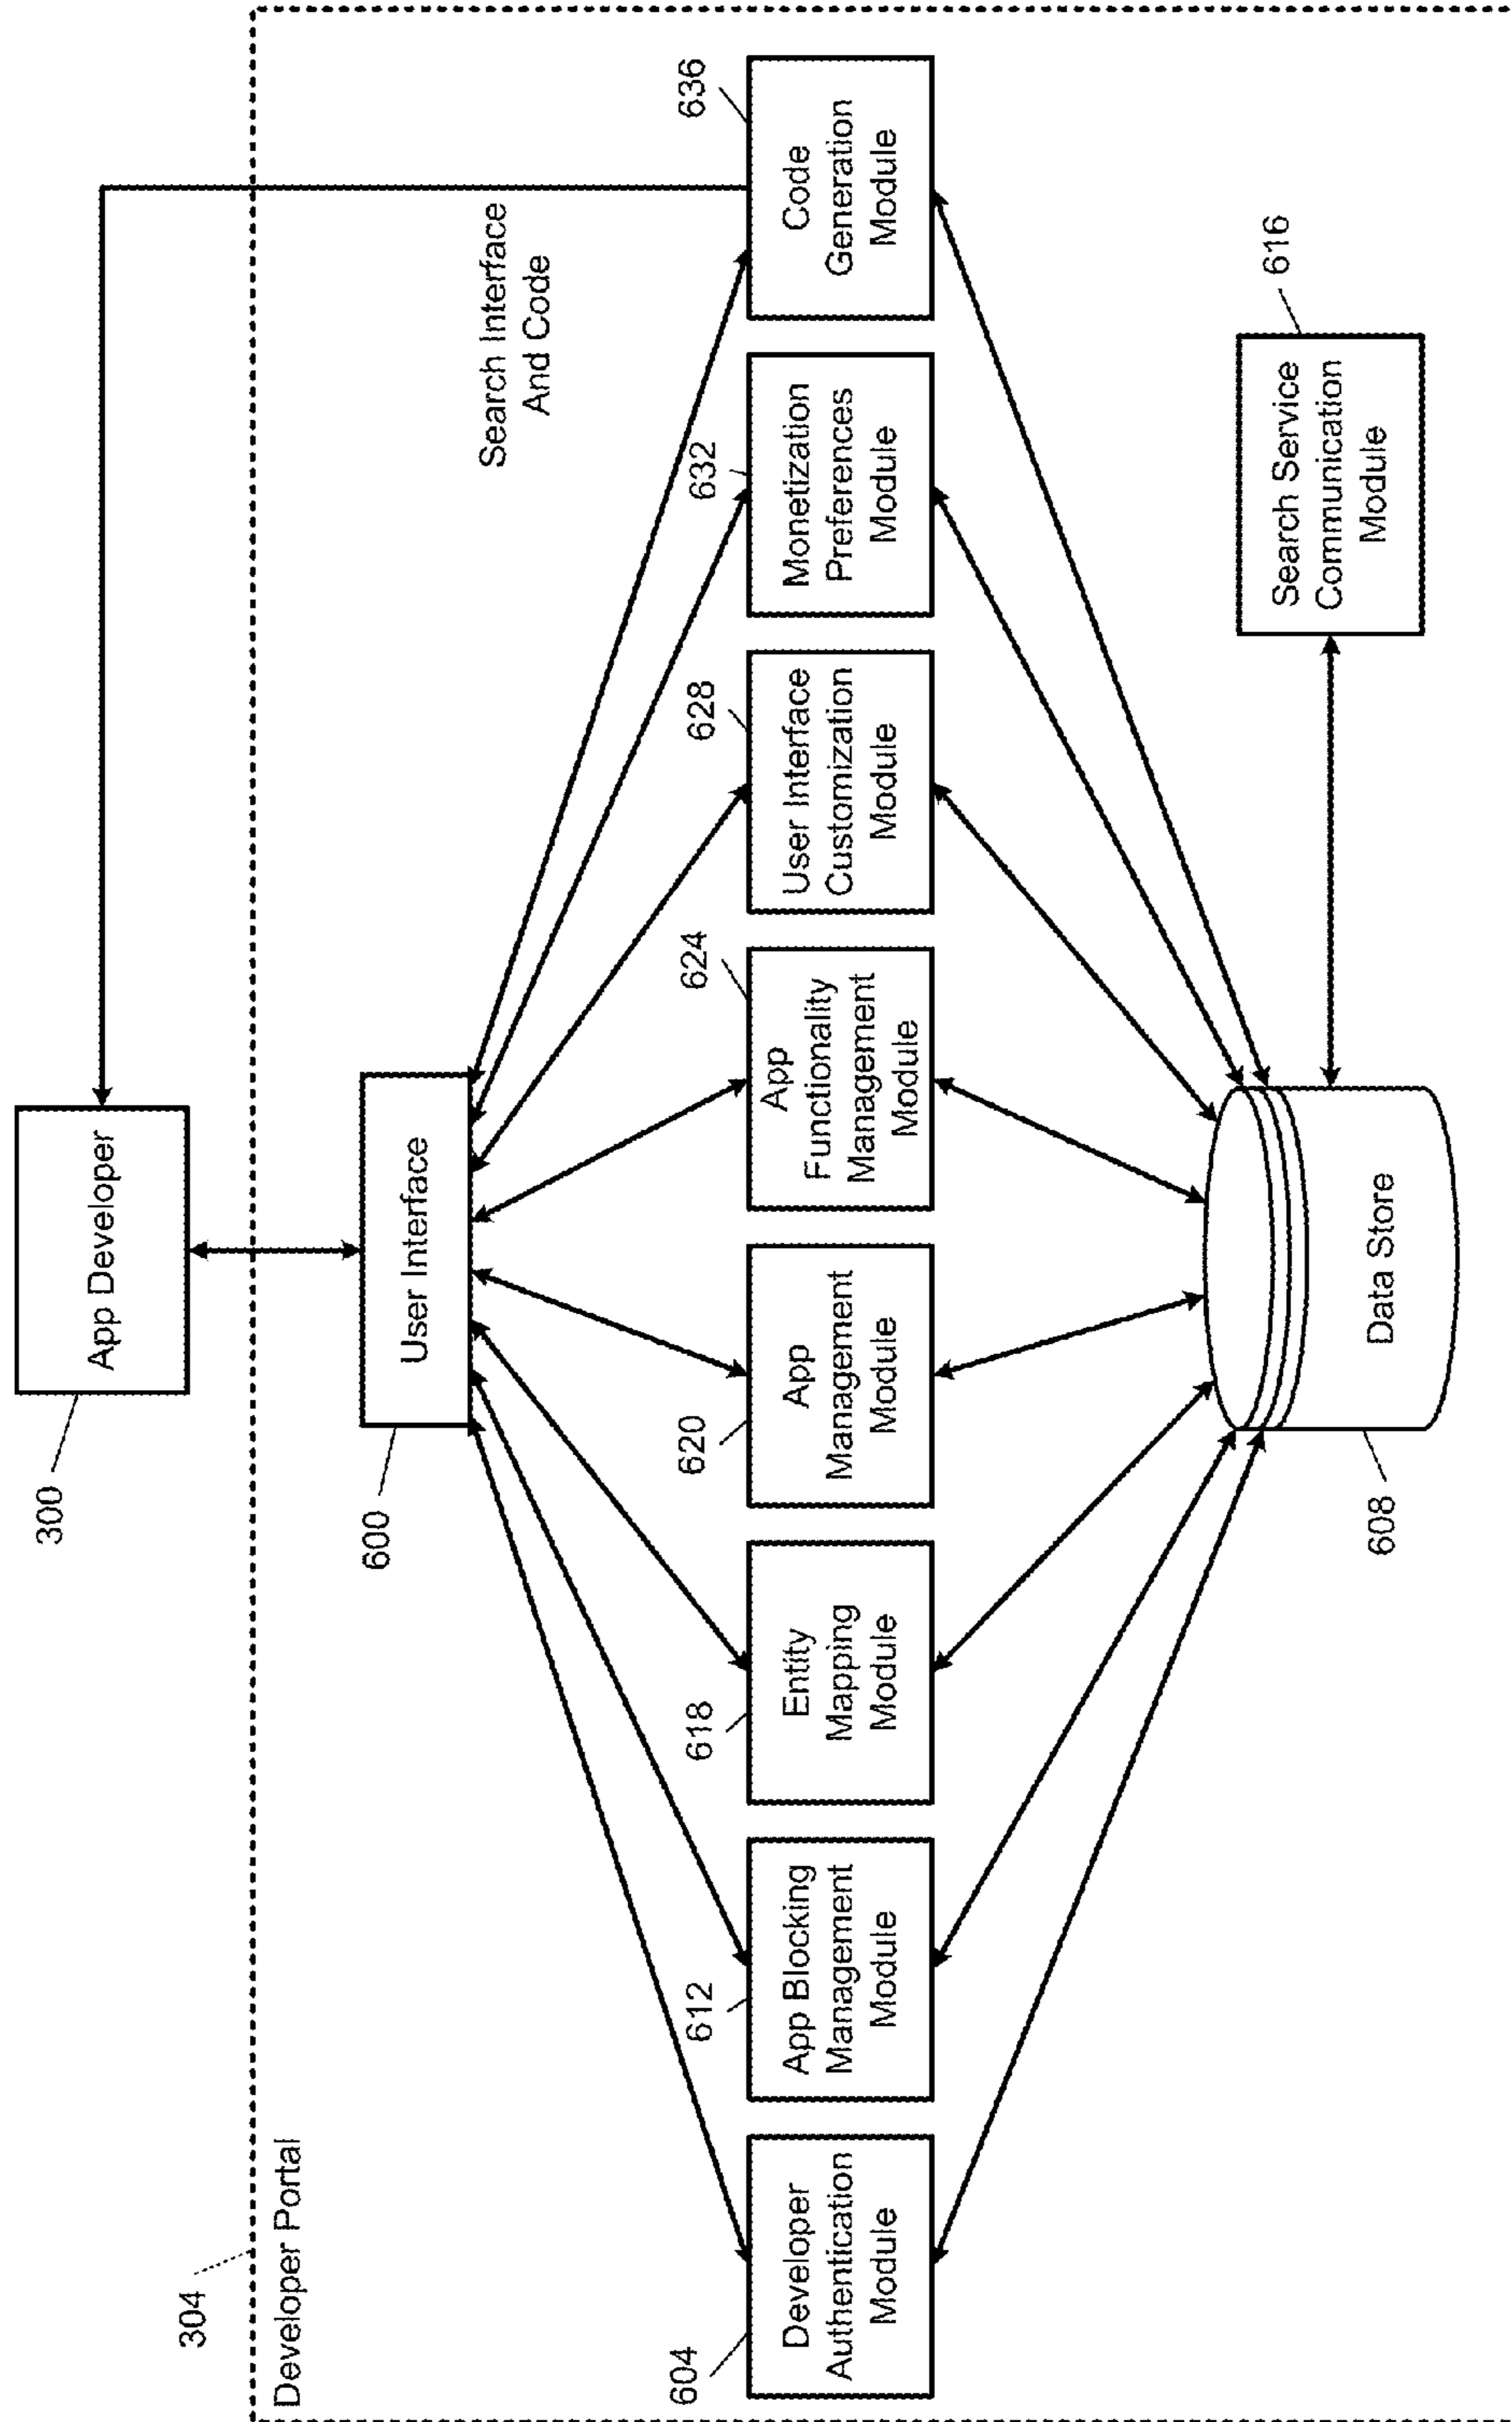 300
App Developer
304
Developer Portal
600
User Interface
Search Interface
And Code
604
Developer
Authentication
Module
612
App Blocking
Management
Module
618
Entity
Mapping
Module
620
App
Management
Module
624
App
Functionality
Management
Module
628
User Interface
Customization
Module
632
Monetization
Preferences
Module
636
Code
Generation
Module
608
Data Store
616
Search Service
Communication
Module